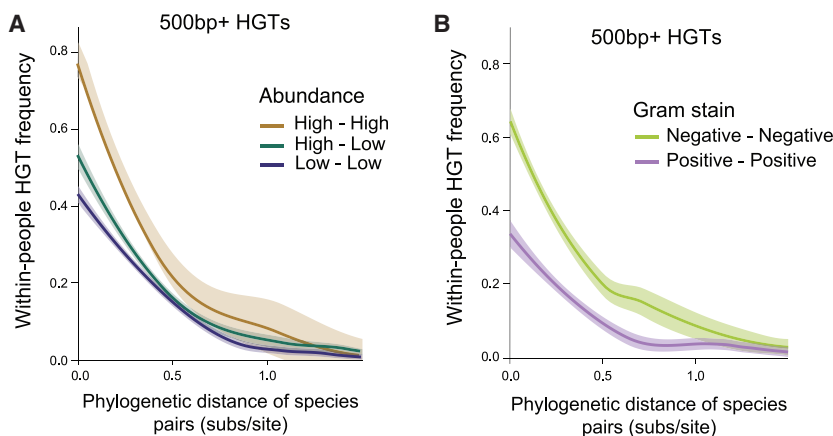 A
500bp+ HGTs
0.8
0.6
0.4
0.2
0.0
Within-people HGT frequency
Abundance
High - High
High - Low
Low - Low
0.0
0.5
1.0
Phylogenetic distance of species
pairs (subs/site)
B
500bp+ HGTs
0.8
0.6
0.4
0.2
0.0
Within-people HGT frequency
Gram stain
Negative - Negative
Positive - Positive
0.0
0.5
1.0
Phylogenetic distance of species
pairs (subs/site)